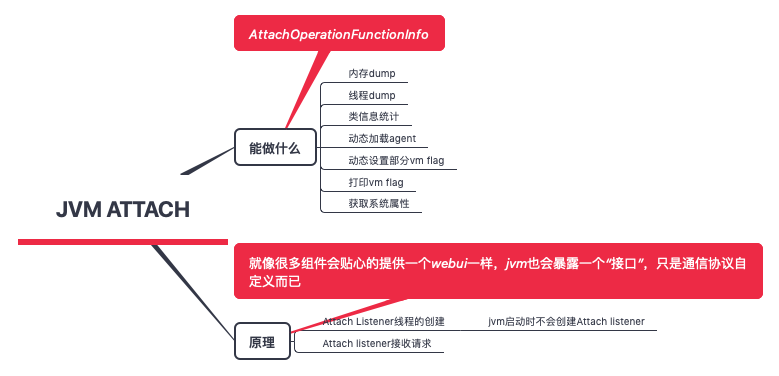 AttachOperationFunctionInfo
内存dump
线程dump
类信息统计
能做什么
动态加载agent
动态设置部分vm flag
打印vm flag
获取系统属性
JVM ATTACH
就像很多组件会贴心的提供一个webui一样，jvm也会暴露一个“接口”，只是通信协议自
定义而已
原理
Attach Listener线程的创建
jvm启动时不会创建Attach listener
Attach listener接收请求